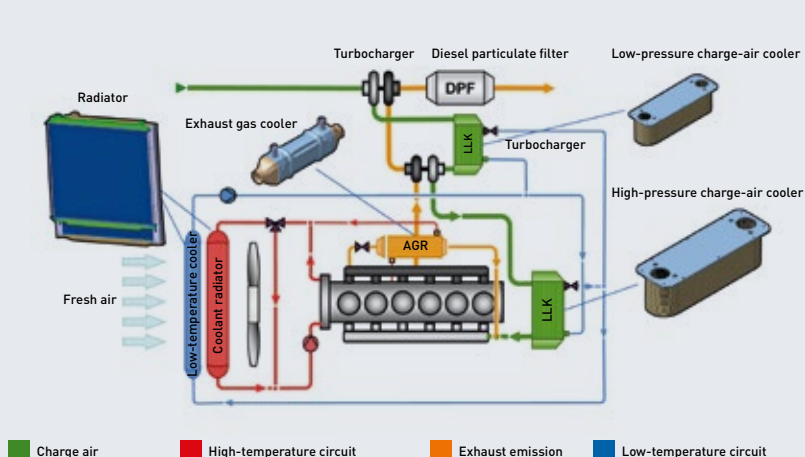 Turbocharger
Diesel particulate filter
Low-pressure charge-air cooler
Radiator
DPF
Exhaust gas cooler
LLK
Turbocharger
High-pressure charge-air cooler
AGR
Low-temperature cooler
Coolant radiator
Fresh air
LLK
Charge air
High-temperature circuit
Exhaust emission
Low-temperature circuit